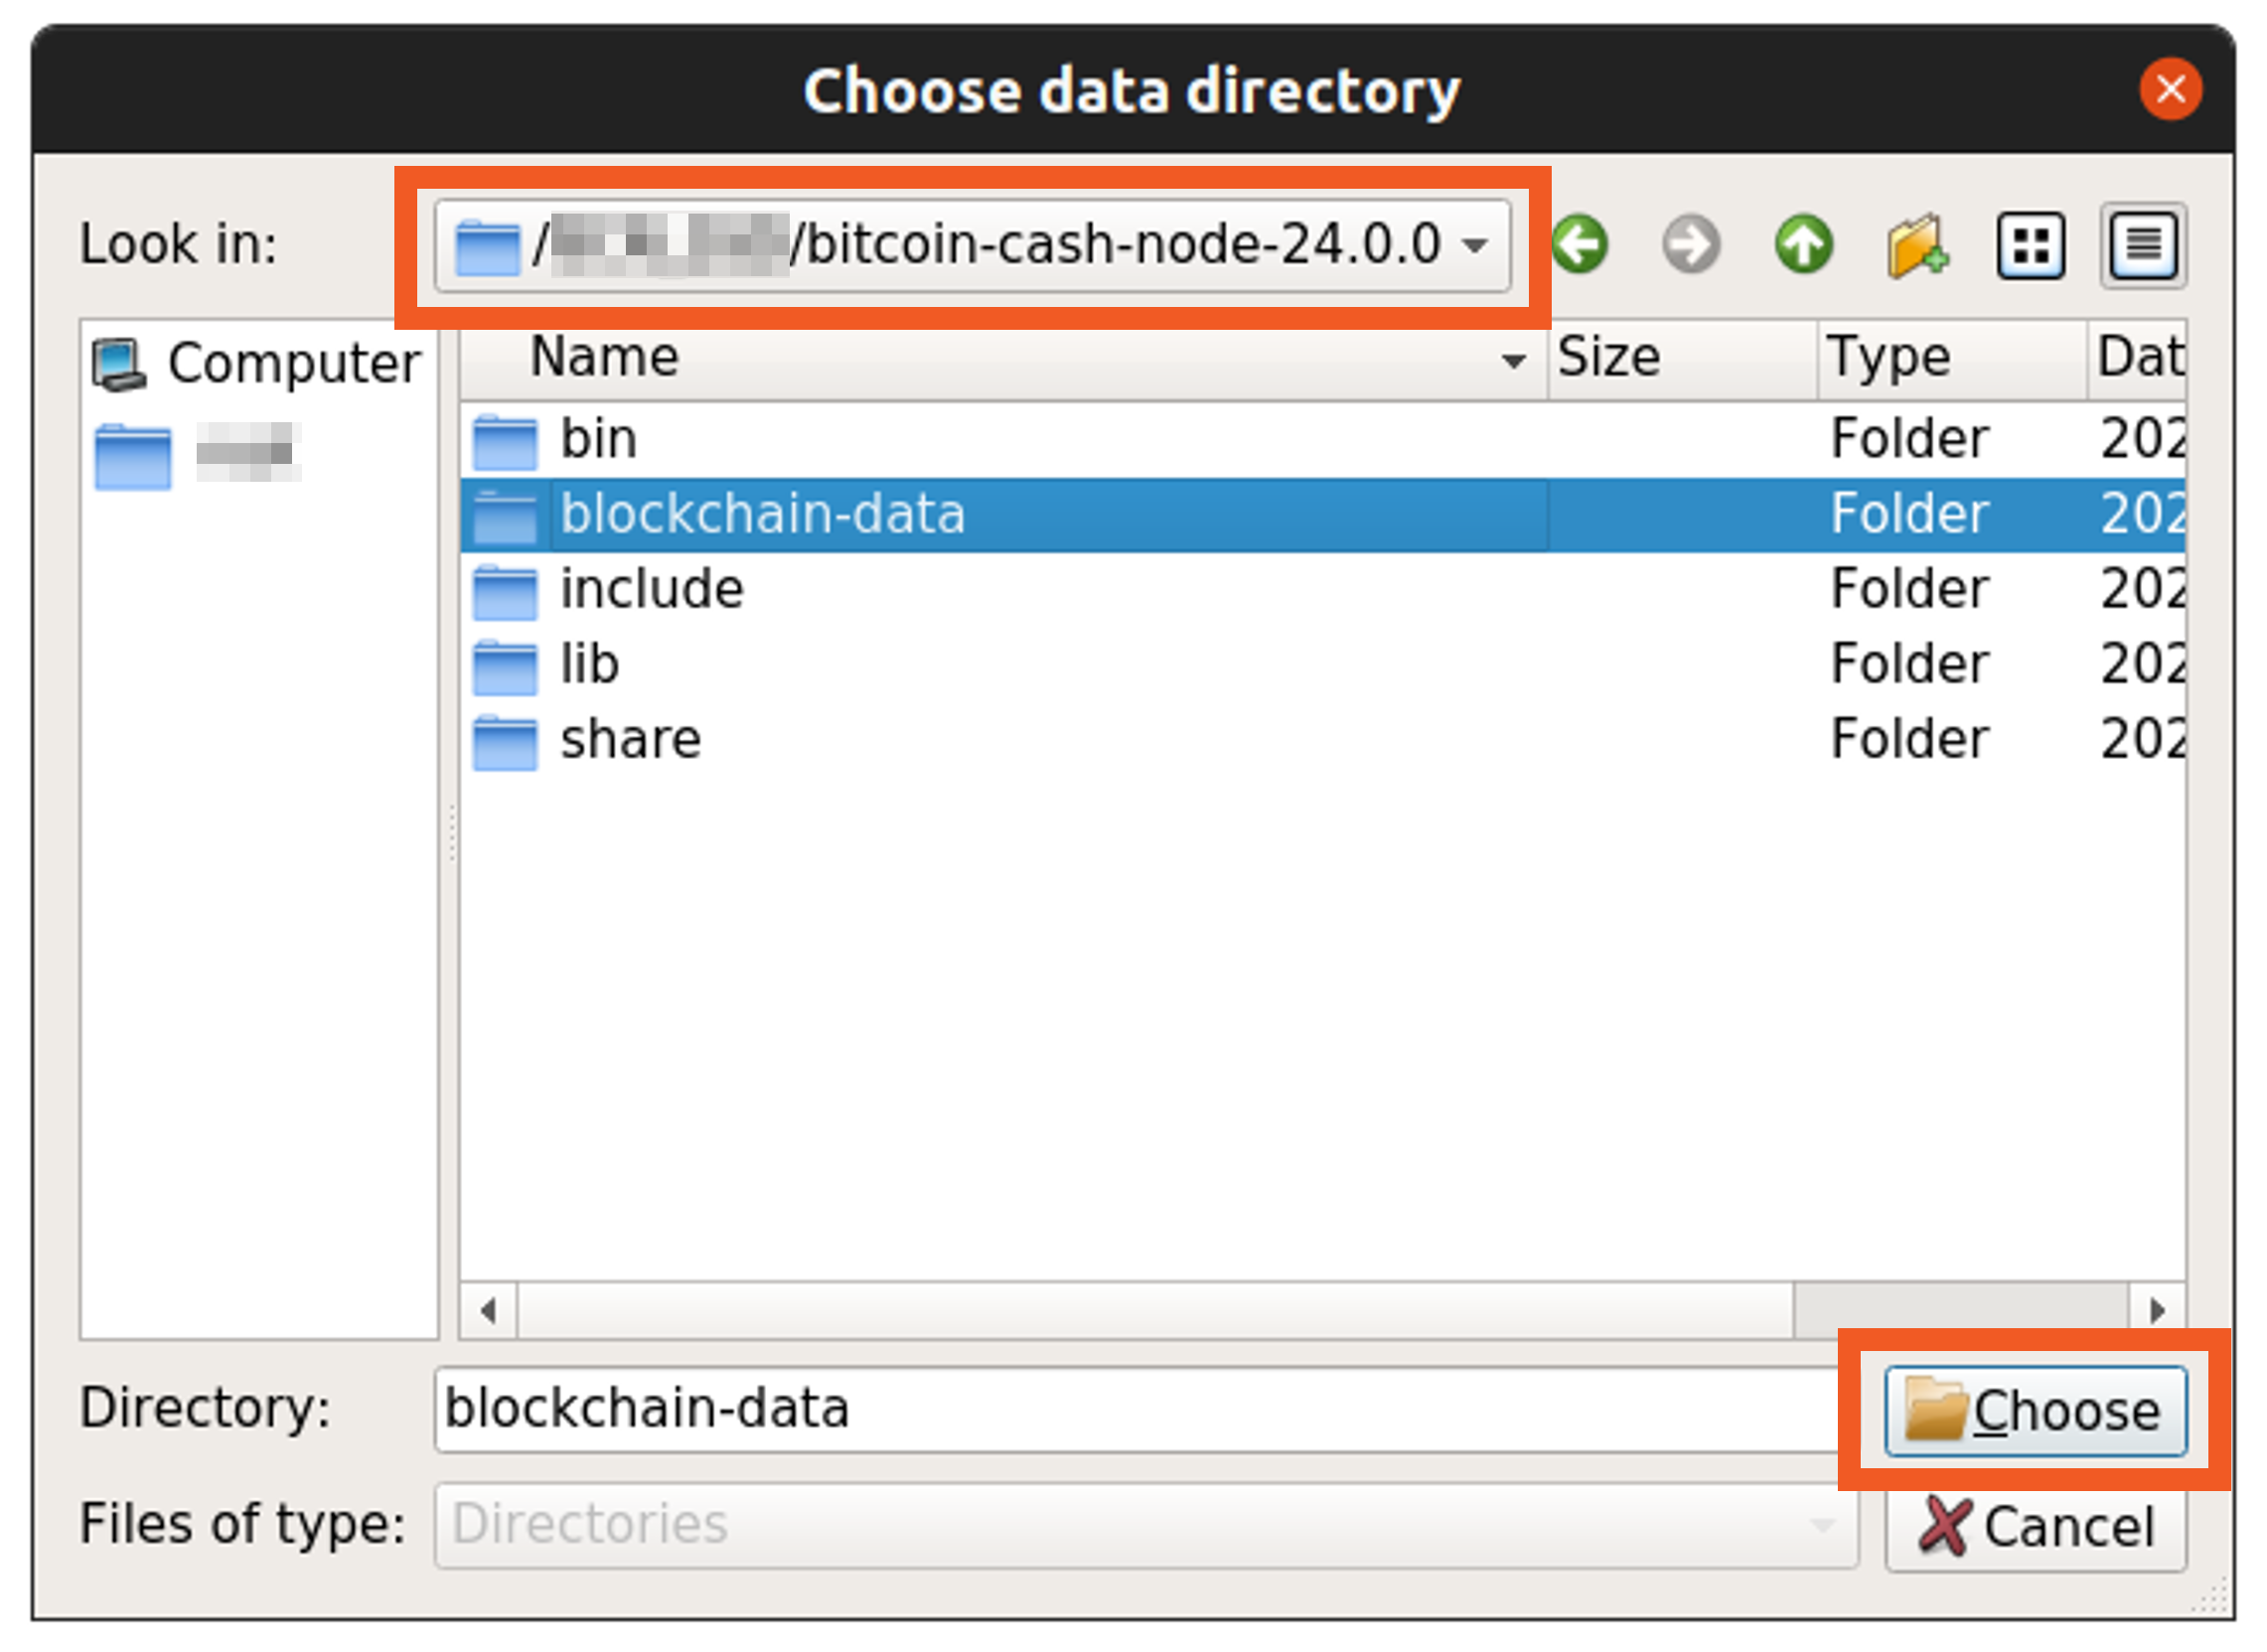 Choose data directory
Look in: / /bitcoin-cash-node-24.0.0
Computer
Name Size Type Dat
bin Folder 202
blockchain-data Folder 202
include Folder 202
lib Folder 202
share Folder 202
Directory: blockchain-data Choose
Files of type: Directories Cancel